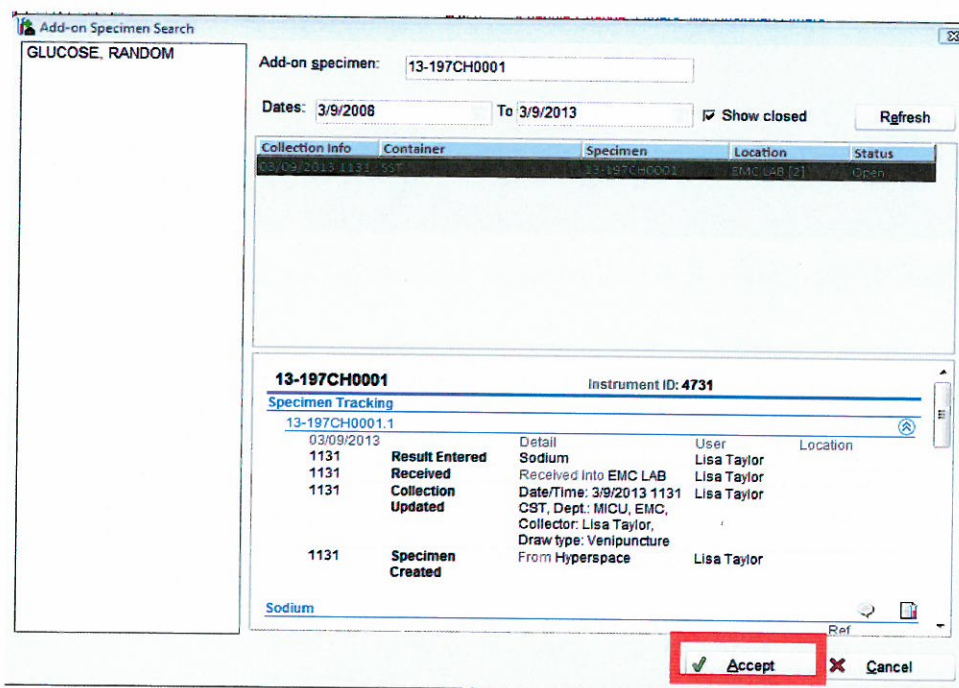 Add-on Specimen Search
GLUCOSE, RANDOM
Add-on specimen: 13-197CH0001
Dates: 3/9/2008 To 3/9/2013 Show closed Refresh
Collection Info Container Specimen Location Status
03/09/2013 1131 SST 13-197CH0001 EMC LAB [2] Open
13-197CH0001 Instrument ID: 4731
Specimen Tracking
13-197CH0001.1
03/09/2013 Detail User Location
1131 Result Entered Sodium Lisa Taylor
1131 Received Received into EMC LAB Lisa Taylor
1131 Collection Date/Time: 3/9/2013 1131 Lisa Taylor
Updated CST, Dept.: MICU, EMC,
Collector: Lisa Taylor,
Draw type: Venipuncture
1131 Specimen From Hyperspace Lisa Taylor
Created
Sodium
Ref
Accept Cancel